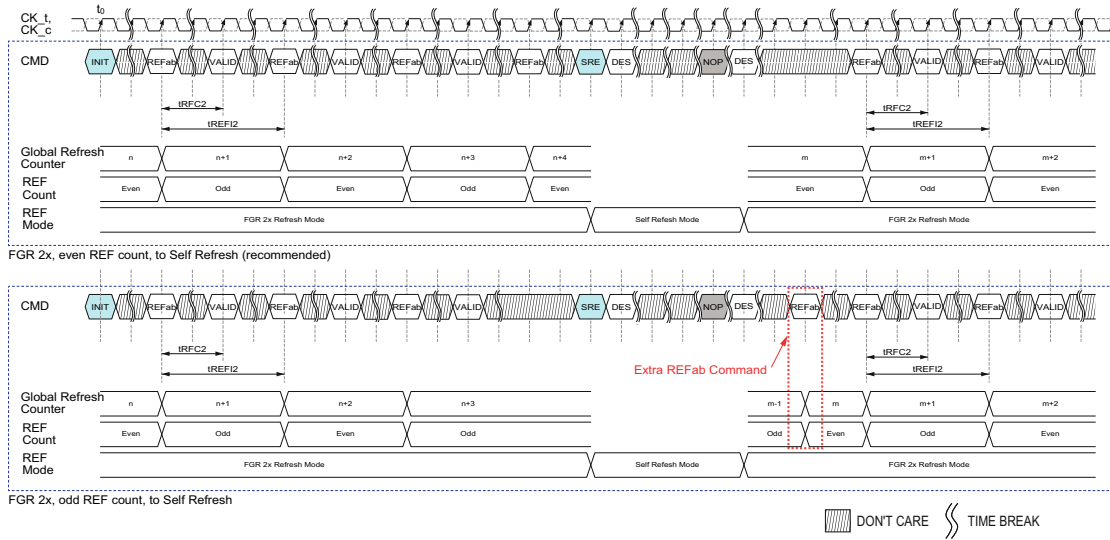 t0
CK_t,
CK_c
CMD INIT REFab VALID REFab VALID REFab VALID REFab SRE DES NOP DES REFab VALID REFab VALID
tRFC2 tRFC2
tREFI2 tREFI2
Global Refresh
Counter n n+1 n+2 n+3 n+4 m m+1 m+2
REF
Count Even Odd Even Odd Even Even Odd Even
REF
Mode FGR 2x Refresh Mode Self Refesh Mode FGR 2x Refresh Mode
FGR 2x, even REF count, to Self Refresh (recommended)
CMD INIT REFab VALID REFab VALID REFab VALID SRE DES NOP DES REFab REFab VALID REFab VALID
tRFC2 tRFC2
Extra REFab Command
tREFI2 tREFI2
Global Refresh
Counter n n+1 n+2 n+3 m-1 m m+1 m+2
REF
Count Even Odd Even Odd Odd Even Odd Even
REF
Mode FGR 2x Refresh Mode Self Refesh Mode FGR 2x Refresh Mode
FGR 2x, odd REF count, to Self Refresh
DON'T CARE TIME BREAK